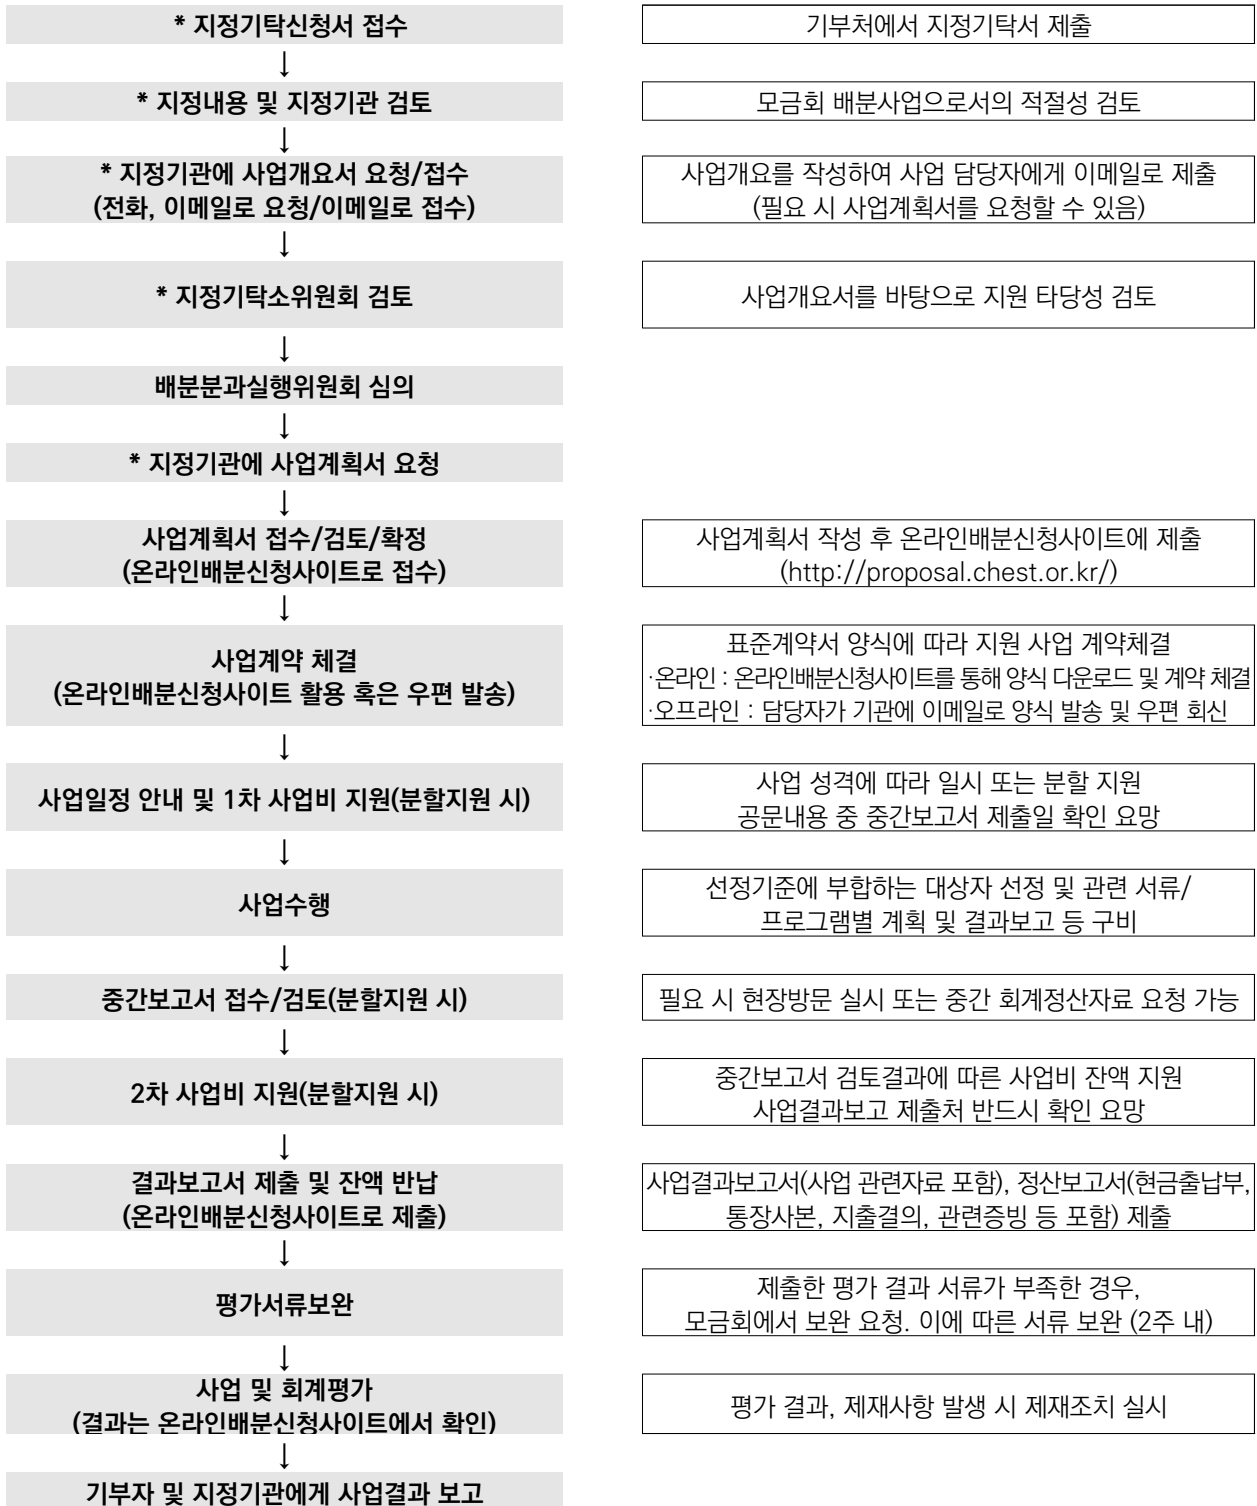 * 지정기탁신청서 접수
기부처에서 지정기탁서 제출
↓
* 지정내용 및 지정기관 검토
모금회 배분사업으로서의 적절성 검토
↓
* 지정기관에 사업개요서 요청/접수
(전화, 이메일로 요청/이메일로 접수)
사업개요를 작성하여 사업 담당자에게 이메일로 제출
(필요 시 사업계획서를 요청할 수 있음)
↓
* 지정기탁소위원회 검토
사업개요서를 바탕으로 지원 타당성 검토
↓
배분분과실행위원회 심의
↓
* 지정기관에 사업계획서 요청
↓
사업계획서 접수/검토/확정
(온라인배분신청사이트로 접수)
사업계획서 작성 후 온라인배분신청사이트에 제출
(http://proposal.chest.or.kr/)
↓
사업계약 체결
(온라인배분신청사이트 활용 혹은 우편 발송)
표준계약서 양식에 따라 지원 사업 계약체결
·온라인 : 온라인배분신청사이트를 통해 양식 다운로드 및 계약 체결
·오프라인 : 담당자가 기관에 이메일로 양식 발송 및 우편 회신
↓
사업일정 안내 및 1차 사업비 지원(분할지원 시)
사업 성격에 따라 일시 또는 분할 지원
공문내용 중 중간보고서 제출일 확인 요망
↓
사업수행
선정기준에 부합하는 대상자 선정 및 관련 서류/
프로그램별 계획 및 결과보고 등 구비
↓
중간보고서 접수/검토(분할지원 시)
필요 시 현장방문 실시 또는 중간 회계정산자료 요청 가능
↓
2차 사업비 지원(분할지원 시)
중간보고서 검토결과에 따른 사업비 잔액 지원
사업결과보고 제출처 반드시 확인 요망
↓
결과보고서 제출 및 잔액 반납
(온라인배분신청사이트로 제출)
사업결과보고서(사업 관련자료 포함), 정산보고서(현금출납부,
통장사본, 지출결의, 관련증빙 등 포함) 제출
↓
평가서류보완
제출한 평가 결과 서류가 부족한 경우,
모금회에서 보완 요청. 이에 따른 서류 보완 (2주 내)
↓
사업 및 회계평가
(결과는 온라인배분신청사이트에서 확인)
평가 결과, 제재사항 발생 시 제재조치 실시
↓
기부자 및 지정기관에게 사업결과 보고